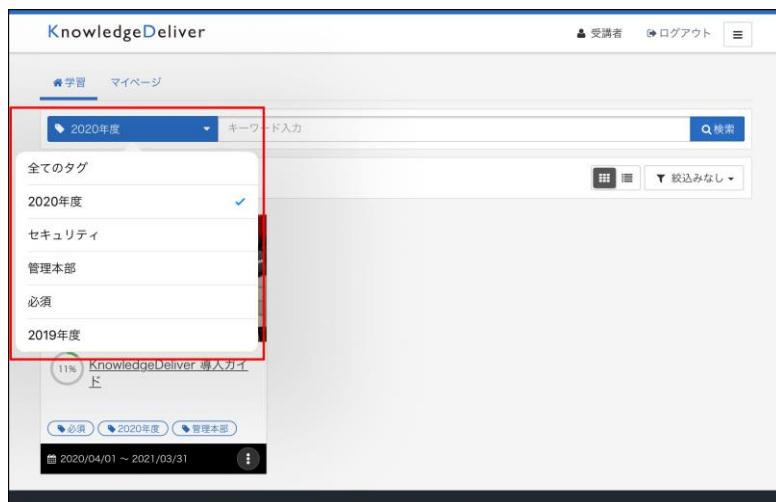 KnowledgeDeliver
受講者 ログアウト
学習 マイページ
2020年度 キーワード入力 検索
全てのタグ
絞込みなし
2020年度
セキュリティ
管理本部
必須
2019年度
11% KnowledgeDeliver 導入ガイ
ド
必須 2020年度 管理本部
2020/04/01 ~ 2021/03/31